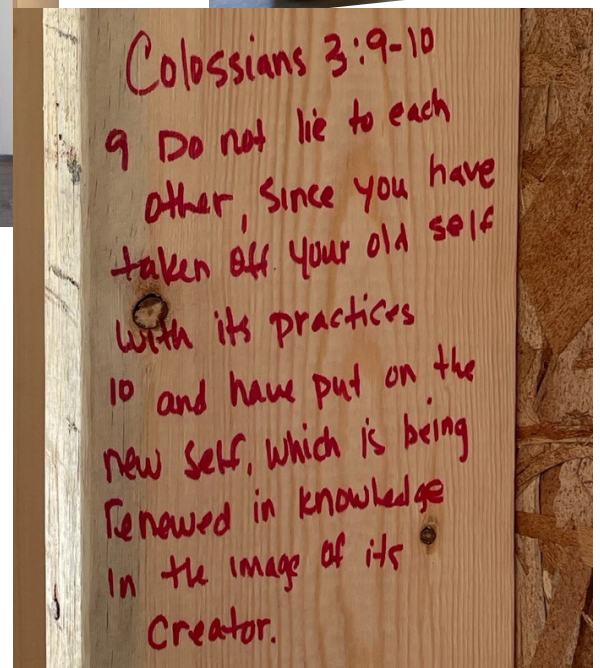 Colossians 3:9-10
9 Do not lie to each
other, Since you have
taken off your old self
with its practices
10 and have put on the
new self, which is being
renewed in knowledge
in the image of its
Creator.